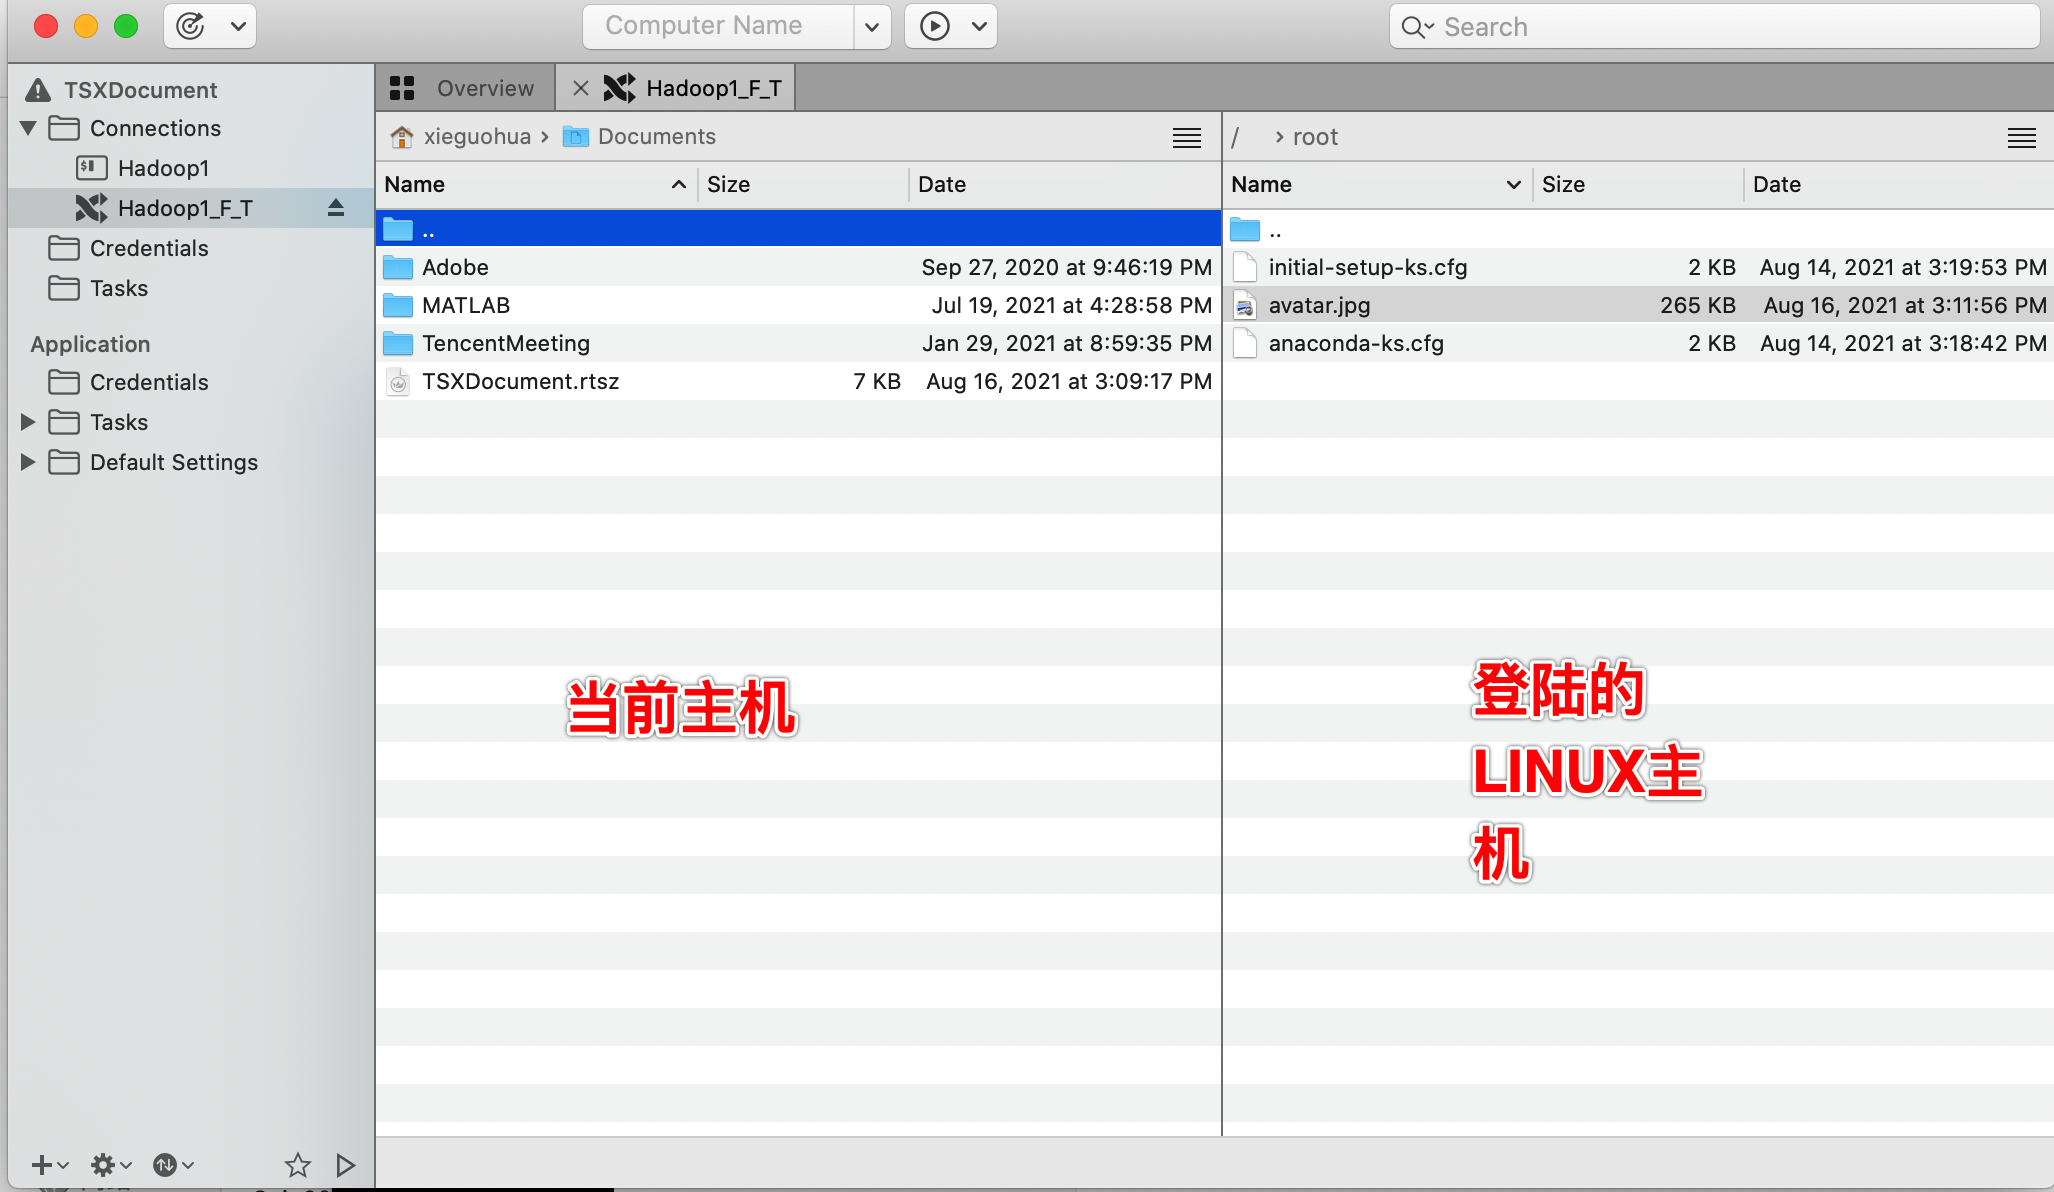 Computer Name
Search
TSXDocument
Connections
Hadoop1
Hadoop1_F_T
Credentials
Tasks
Application
Credentials
Tasks
Default Settings
Overview
Hadoop1_F_T
xieguohua > Documents
Name Size Date
..
Adobe Sep 27, 2020 at 9:46:19 PM
MATLAB Jul 19, 2021 at 4:28:58 PM
TencentMeeting Jan 29, 2021 at 8:59:35 PM
TSXDocument.rtsz 7 KB Aug 16, 2021 at 3:09:17 PM
当前主机
/ > root
Name Size Date
..
initial-setup-ks.cfg 2 KB Aug 14, 2021 at 3:19:53 PM
avatar.jpg 265 KB Aug 16, 2021 at 3:11:56 PM
anaconda-ks.cfg 2 KB Aug 14, 2021 at 3:18:42 PM
登陆的
LINUX主
机